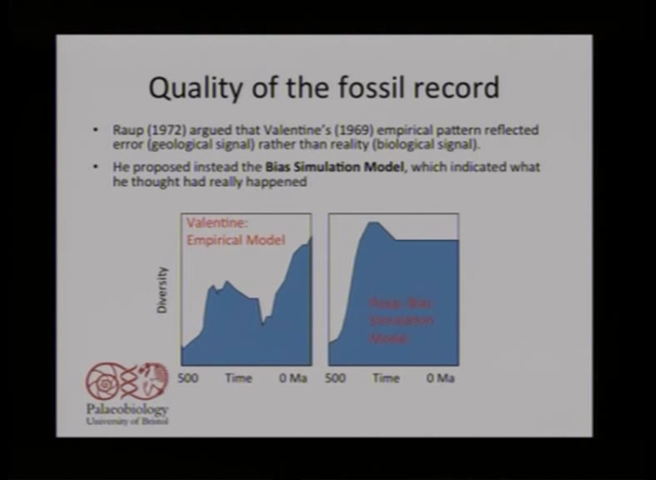 Quality of the fossil record
• Raup (1972) argued that Valentine's (1969) empirical pattern reflected
error (geological signal) rather than reality (biological signal).
• He proposed instead the Bias Simulation Model, which indicated what
he thought had really happened
Valentine:
Empirical Model
Raup: Bias
Simulation
Model
Diversity
500 Time 0 Ma
500 Time 0 Ma
Palaeobiology
University of Bristol